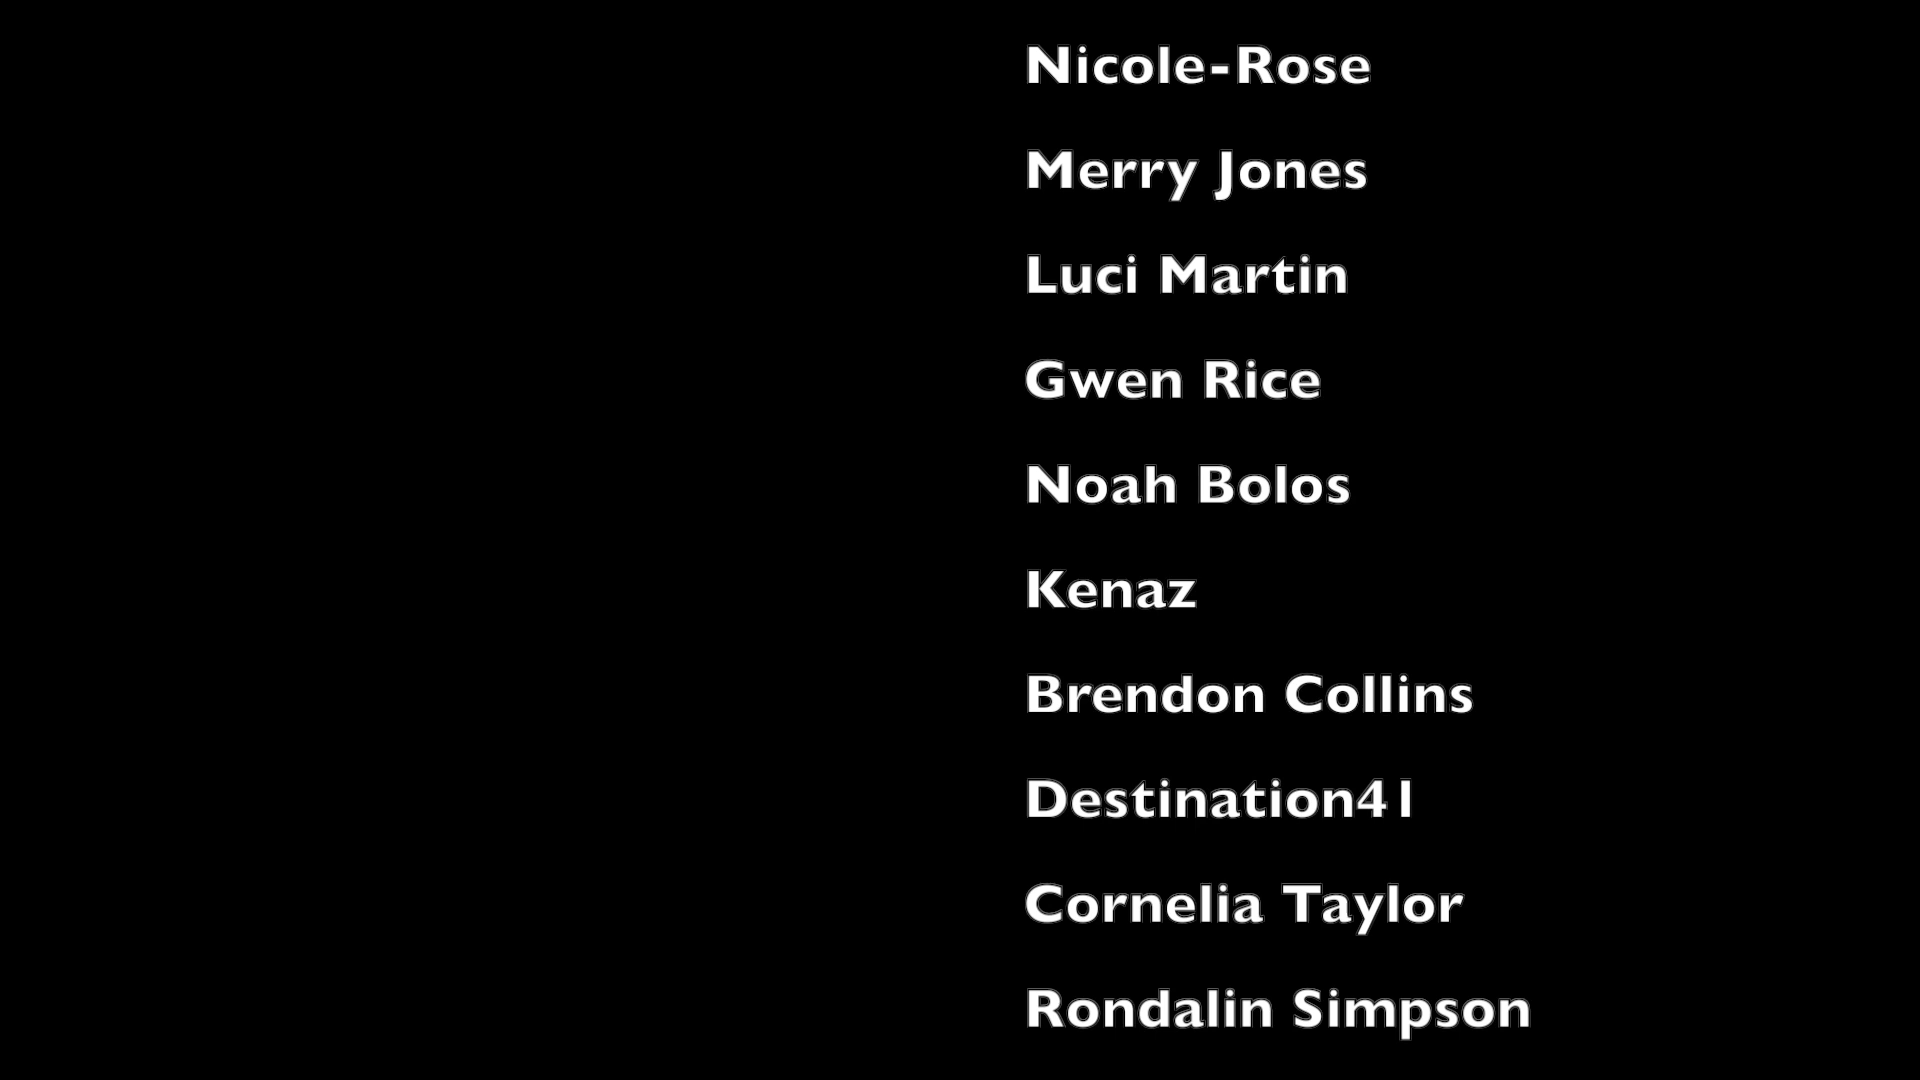 Nicole-Rose
Merry Jones
Luci Martin
Gwen Rice
Noah Bolos
Kenaz
Brendon Collins
Destination41
Cornelia Taylor
Rondalin Simpson